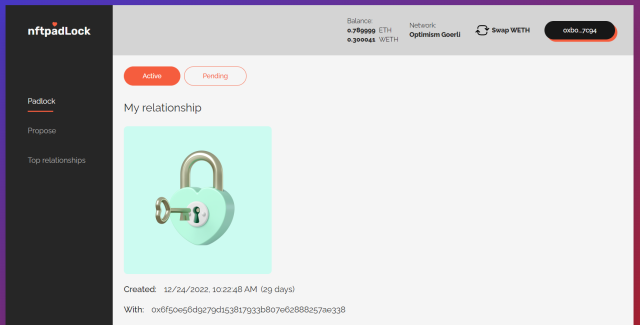 nftpadLock
Balance:
0.789999 ETH
0.300041 WETH
Network:
Optimism Goerli
Swap WETH
0xb0...7c94
Padlock
Propose
Top relationships
Active
Pending
My relationship
Created: 12/24/2022, 10:22:48 AM (29 days)
With: 0x6f50e56d9279d153817933b807e62888257ae338